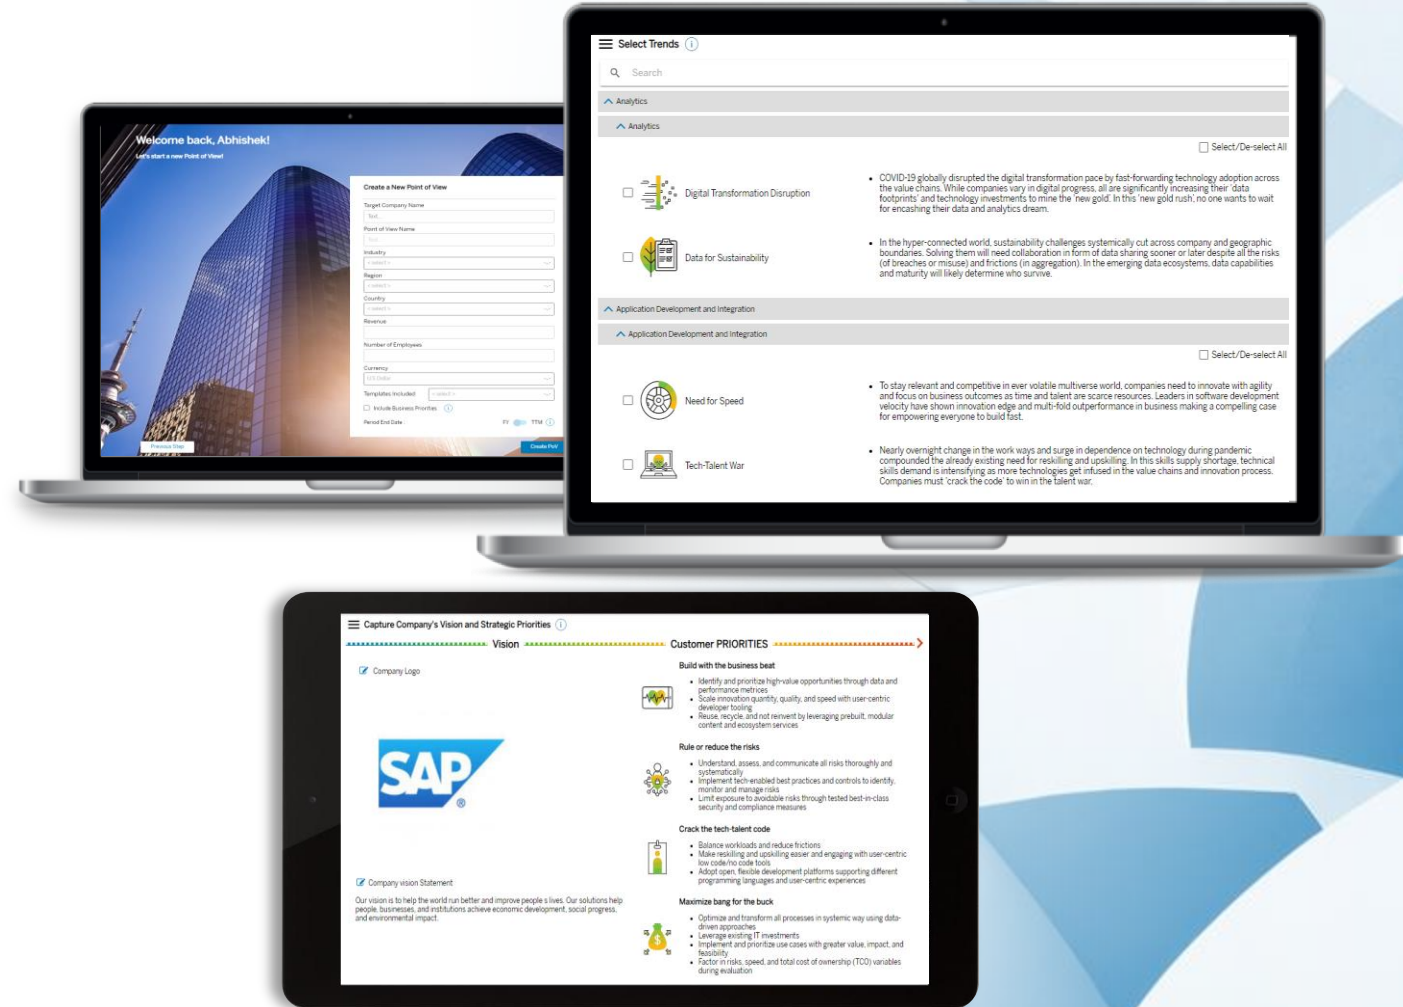 Welcome back, Abhishek!
Let's start a new Point of View!
Create a New Point of View
Target Company Name
Text...
Point of View Name
Text...
Industry
< select >
Region
< select >
Country
< select >
Revenue
Number of Employees
Currency
U.S Dollar
Templates Included < select >
Include Business Priorities
Period End Date : FY TTM
Previous Step
Create PoV
Select Trends
Search
Analytics
Analytics
Select/De-select All
Digital Transformation Disruption
• COVID-19 globally disrupted the digital transformation pace by fast-forwarding technology adoption across
the value chains. While companies vary in digital progress, all are significantly increasing their 'data
footprints' and technology investments to mine the 'new gold'. In this 'new gold rush', no one wants to wait
for encashing their data and analytics dream.
Data for Sustainability
• In the hyper-connected world, sustainability challenges systemically cut across company and geographic
boundaries. Solving them will need collaboration in form of data sharing sooner or later despite all the risks
(of breaches or misuse) and frictions (in aggregation). In the emerging data ecosystems, data capabilities
and maturity will likely determine who survive.
Application Development and Integration
Application Development and Integration
Select/De-select All
Need for Speed
• To stay relevant and competitive in ever volatile multiverse world, companies need to innovate with agility
and focus on business outcomes as time and talent are scarce resources. Leaders in software development
velocity have shown innovation edge and multi-fold outperformance in business making a compelling case
for empowering everyone to build fast.
Tech-Talent War
• Nearly overnight change in the work ways and surge in dependence on technology during pandemic
compounded the already existing need for reskilling and upskilling. In this skills supply shortage, technical
skills demand is intensifying as more technologies get infused in the value chains and innovation process.
Companies must 'crack the code' to win in the talent war.
Capture Company's Vision and Strategic Priorities
Vision
Customer PRIORITIES
Company Logo
SAP
®
Company vision Statement
Our vision is to help the world run better and improve people s lives. Our solutions help
people, businesses, and institutions achieve economic development, social progress,
and environmental impact.
Build with the business beat
• Identify and prioritize high-value opportunities through data and
performance metrices
• Scale innovation quantity, quality, and speed with user-centric
developer tooling
• Reuse, recycle, and not reinvent by leveraging prebuilt, modular
content and ecosystem services
Rule or reduce the risks
• Understand, assess, and communicate all risks thoroughly and
systematically
• Implement tech-enabled best practices and controls to identify,
monitor and manage risks
• Limit exposure to avoidable risks through tested best-in-class
security and compliance measures
Crack the tech-talent code
• Balance workloads and reduce frictions
• Make reskilling and upskilling easier and engaging with user-centric
low code/no code tools
• Adopt open, flexible development platforms supporting different
programming languages and user-centric experiences
Maximize bang for the buck
• Optimize and transform all processes in systemic way using data-
driven approaches
• Leverage existing IT investments
• Implement and prioritize use cases with greater value, impact, and
feasibility
• Factor in risks, speed, and total cost of ownership (TCO) variables
during evaluation